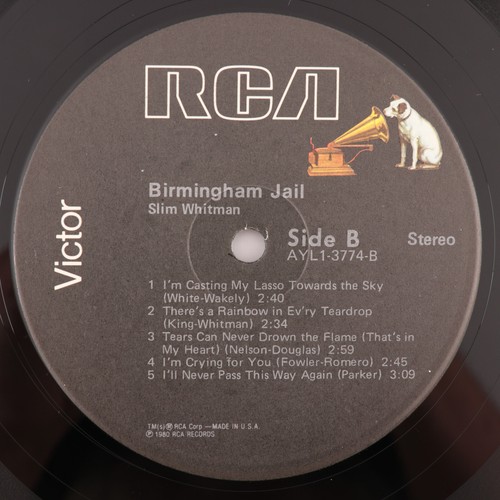 RCA
Victor
Birmingham Jail
Slim Whitman
Side B
AYL1-3774-B
Stereo
1 I'm Casting My Lasso Towards the Sky
(White-Wakely) 2:40
2 There's a Rainbow in Ev'ry Teardrop
(King-Whitman) 2:34
3 Tears Can Never Drown the Flame (That's in
My Heart) (Nelson-Douglas) 2:59
4 I'm Crying for You (Fowler-Romero) 2:45
5 I'll Never Pass This Way Again (Parker) 3:09
TM(s)® RCA Corp — MADE IN U.S.A.
℗ 1980 RCA RECORDS